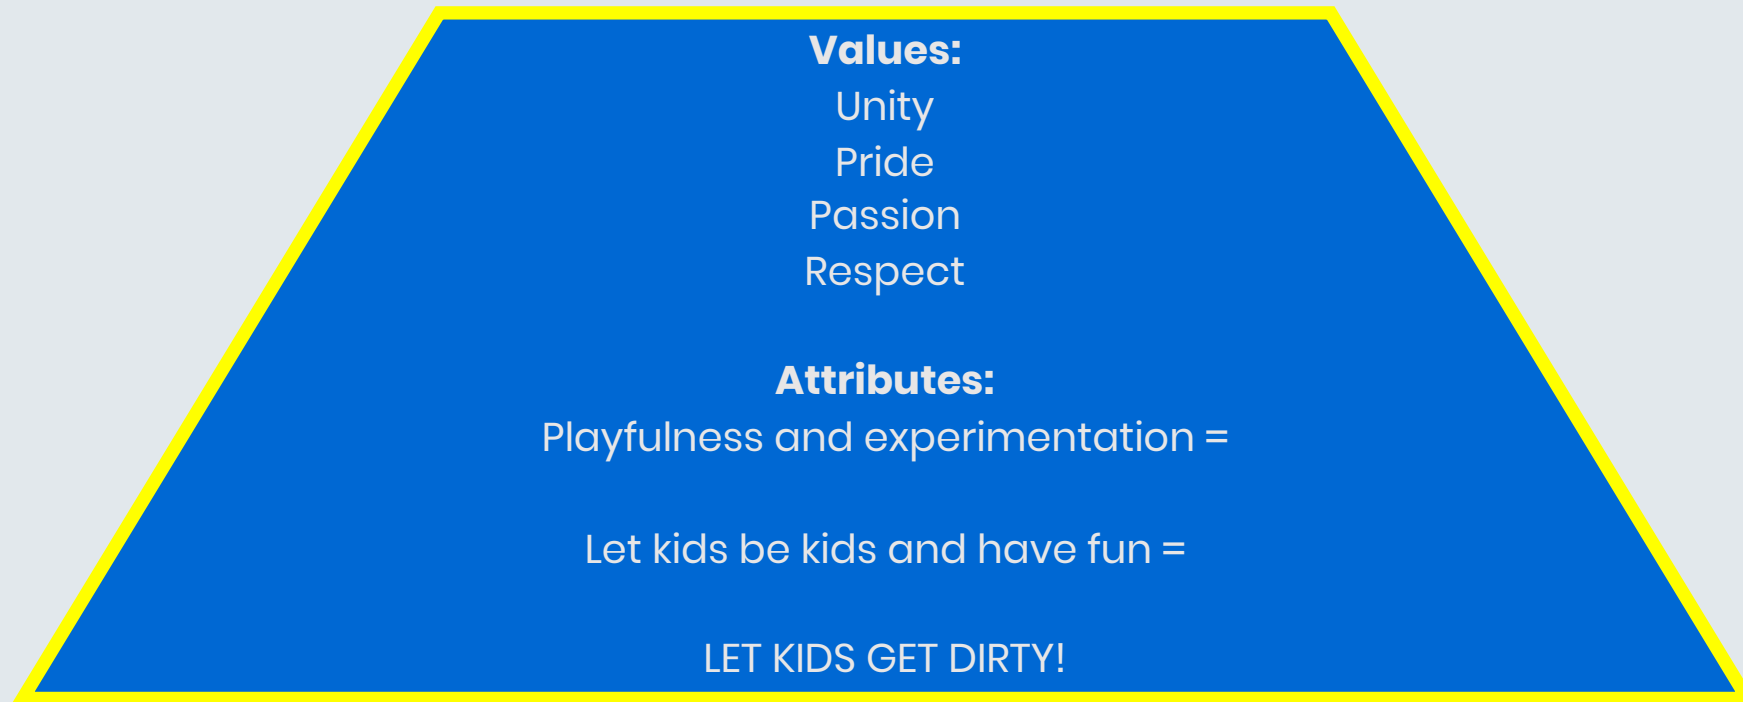 Values:
Unity
Pride
Passion
Respect
Attributes:
Playfulness and experimentation =
Let kids be kids and have fun =
LET KIDS GET DIRTY!